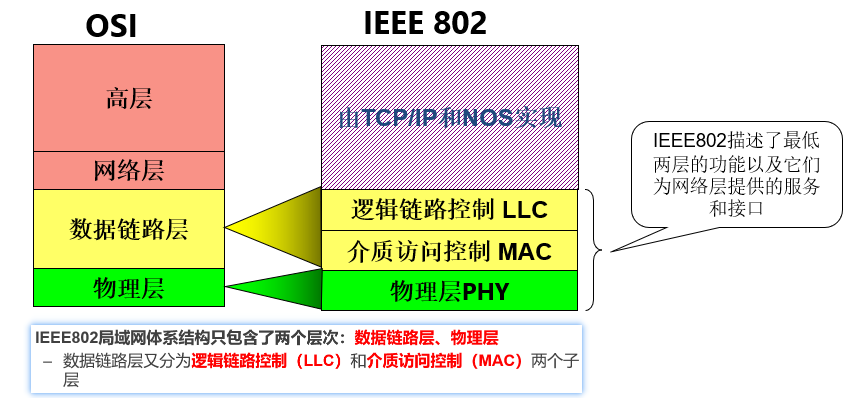 OSI
IEEE 802
高层
网络层
数据链路层
物理层
由TCP/IP和NOS实现
逻辑链路控制 LLC
介质访问控制 MAC
物理层PHY
IEEE802描述了最低
两层的功能以及它们
为网络层提供的服务
和接口
IEEE802局域网体系结构只包含了两个层次：数据链路层、物理层
– 数据链路层又分为逻辑链路控制（LLC）和介质访问控制（MAC）两个子
层